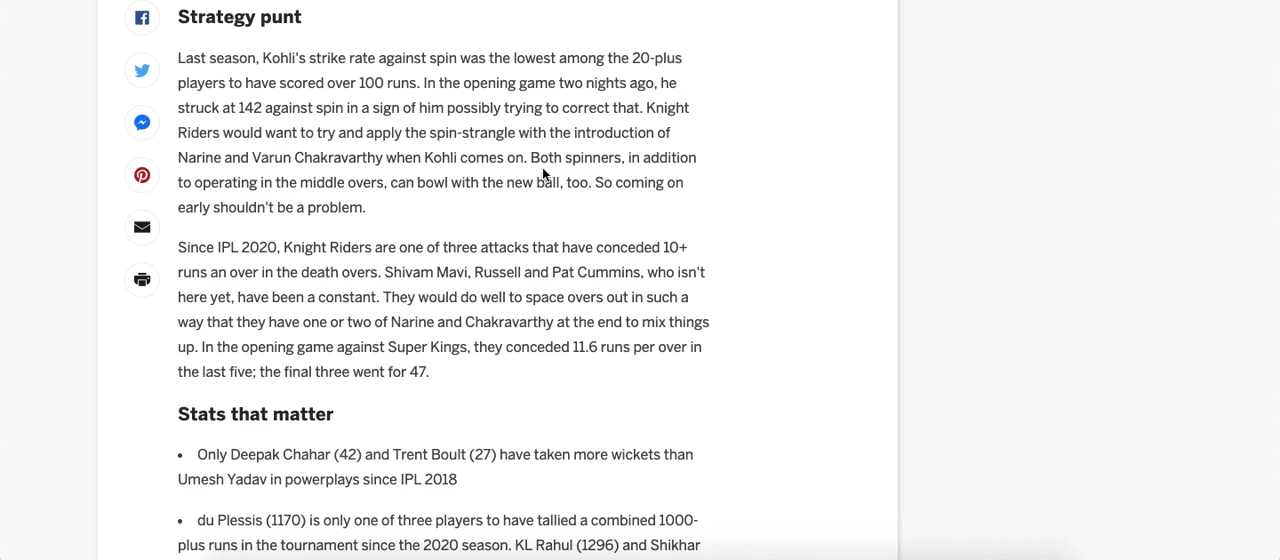 Strategy punt
Last season, Kohli's strike rate against spin was the lowest among the 20-plus
players to have scored over 100 runs. In the opening game two nights ago, he
struck at 142 against spin in a sign of him possibly trying to correct that. Knight
Riders would want to try and apply the spin-strangle with the introduction of
Narine and Varun Chakravarthy when Kohli comes on. Both spinners, in addition
to operating in the middle overs, can bowl with the new ball, too. So coming on
early shouldn't be a problem.
Since IPL 2020, Knight Riders are one of three attacks that have conceded 10+
runs an over in the death overs. Shivam Mavi, Russell and Pat Cummins, who isn't
here yet, have been a constant. They would do well to space overs out in such a
way that they have one or two of Narine and Chakravarthy at the end to mix things
up. In the opening game against Super Kings, they conceded 11.6 runs per over in
the last five; the final three went for 47.
Stats that matter
• Only Deepak Chahar (42) and Trent Boult (27) have taken more wickets than
Umesh Yadav in powerplays since IPL 2018
• du Plessis (1170) is only one of three players to have tallied a combined 1000-
plus runs in the tournament since the 2020 season. KL Rahul (1296) and Shikhar